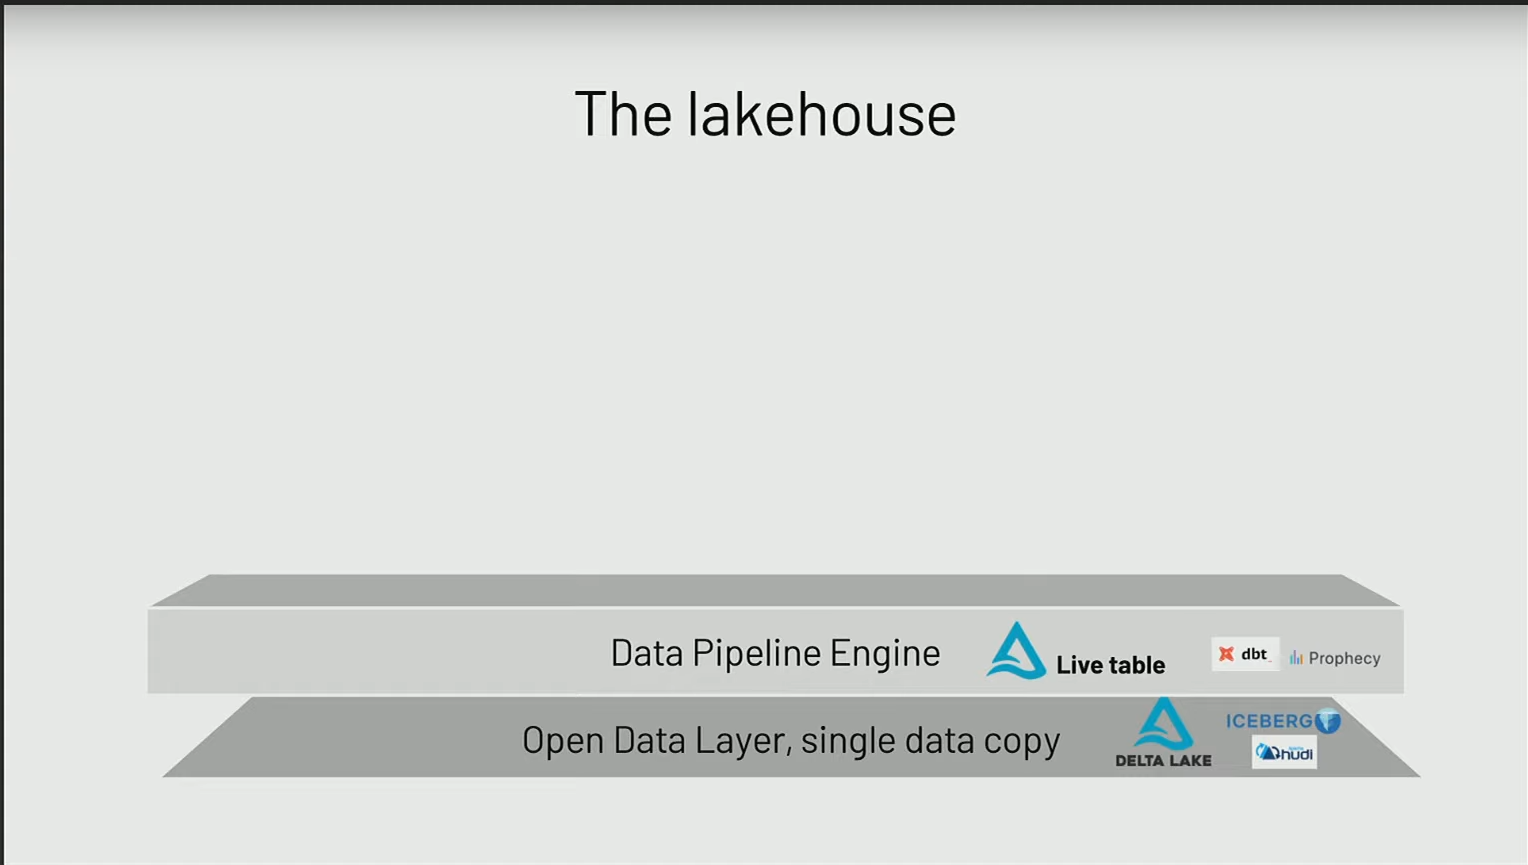 The lakehouse
Data Pipeline Engine
Live table
dbt
Prophecy
Open Data Layer, single data copy
DELTA LAKE
ICEBERG
hudi